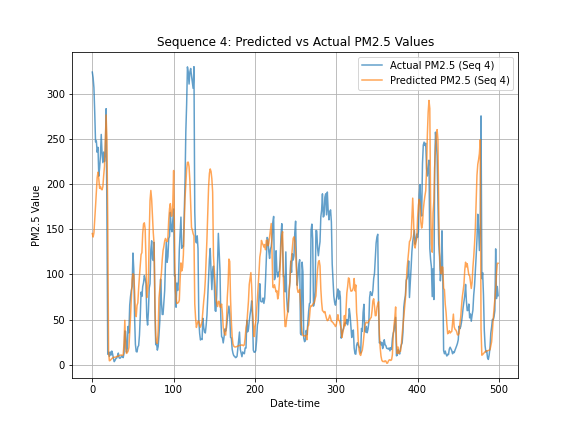 Sequence 4: Predicted vs Actual PM2.5 Values
Actual PM2.5 (Seq 4)
Predicted PM2.5 (Seq 4)
PM2.5 Value
300
250
200
150
100
50
0
0 100 200 300 400 500
Date-time